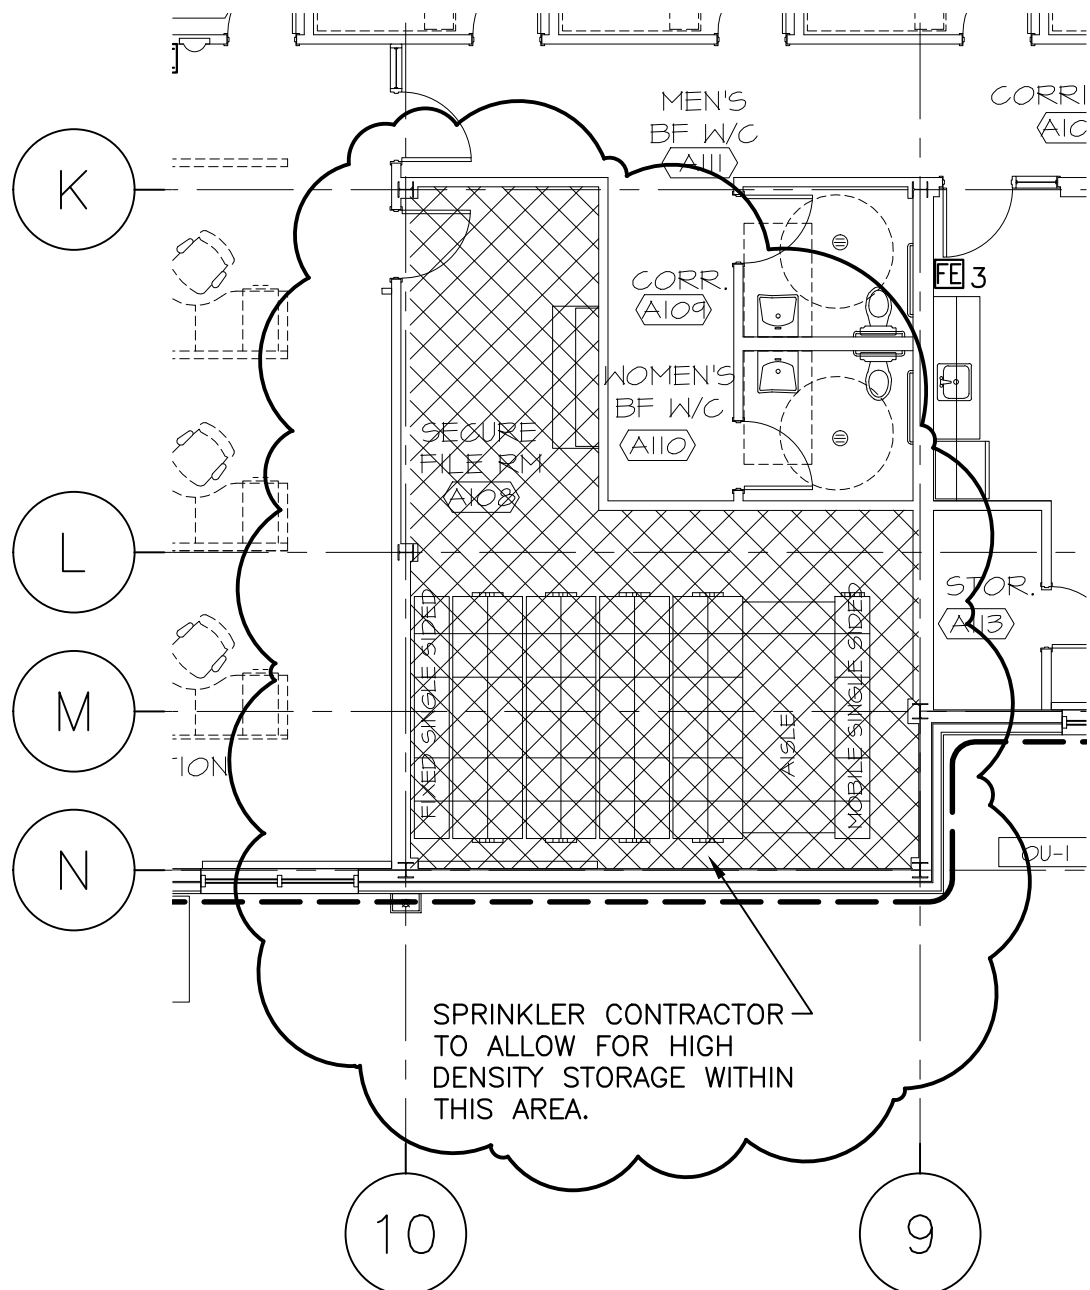 MEN'S
BF W/C
A111
CORRI
A10
K
CORR.
A109
FE 3
WOMEN'S
BF W/C
A110
SECURE
FILE RM
A108
L
STOR.
A113
FIXED SINGLE SIDED
MOBILE SINGLE SIDED
AISLE
M
TION
N
OU-1
SPRINKLER CONTRACTOR
TO ALLOW FOR HIGH
DENSITY STORAGE WITHIN
THIS AREA.
10
9